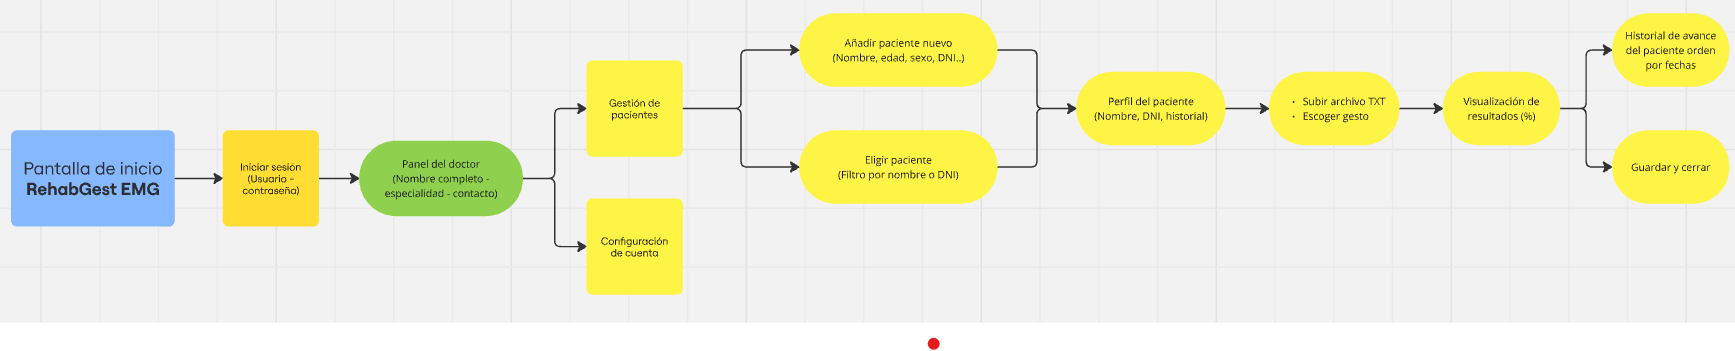 Pantalla de inicio
RehabGest EMG
Iniciar sesión
(Usuario -
contraseña)
Panel del doctor
(Nombre completo -
especialidad - contacto)
Gestión de
pacientes
Configuración
de cuenta
Añadir paciente nuevo
(Nombre, edad, sexo, DNI..)
Eligir paciente
(Filtro por nombre o DNI)
Perfil del paciente
(Nombre, DNI, historial)
• Subir archivo TXT
• Escoger gesto
Visualización de
resultados (%)
Historial de avance
del paciente orden
por fechas
Guardar y cerrar